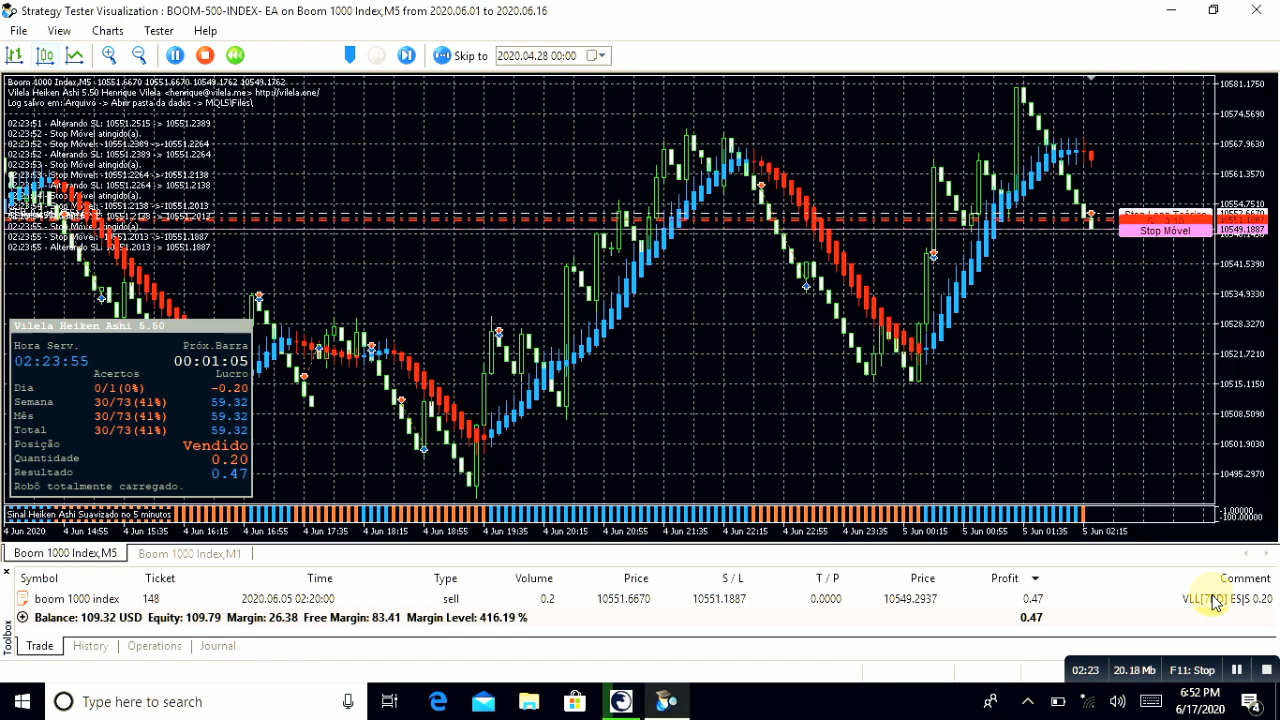 Strategy Tester Visualization: BOOM-500-INDEX- EA on Boom 1000 Index,M5 from 2020.06.01 to 2020.06.16
File View Charts Tester Help
Skip to 2020.04.28 00:00
Boom 1000 Index,M5: 10551.6670 10551.6670 10549.1762 10549.1762
Vilela Heiken Ashi 5.50 Henrique Vilela <henrique@vilela.me> http://vilela.one/
Log salvo em: Arquivo -> Abrir pasta da dados -> MQL5\Files\
02:23:51 - Alterando SL: 10551.2515 -> 10551.2389
02:23:52 - Stop Móvel atingido(a).
02:23:52 - Stop Móvel: 10551.2389 -> 10551.2264
02:23:52 - Alterando SL: 10551.2389 -> 10551.2264
02:23:53 - Stop Móvel atingido(a).
02:23:53 - Stop Móvel: 10551.2264 -> 10551.2138
02:23:53 - Alterando SL: 10551.2264 -> 10551.2138
02:23:55 - Stop Móvel atingido(a).
02:23:55 - Stop Móvel: 10551.2013 -> 10551.1887
02:23:55 - Alterando SL: 10551.2013 -> 10551.1887
10581.1750
10574.5690
10567.9630
10561.3570
10554.7510
Stop Móvel 10549.1887
10541.5390
10534.9330
10528.3270
10521.7210
10515.1150
10508.5090
10501.9030
10495.2970
Vilela Heiken Ashi 5.50
Hora Serv. Próx.Barra
02:23:55 00:01:05
Acertos Lucro
Dia 0/1(0%) -0.20
Semana 30/73(41%) 59.32
Mês 30/73(41%) 59.32
Total 30/73(41%) 59.32
Posição Vendido
Quantidade 0.20
Resultado 0.47
Robô totalmente carregado.
Sinal Heiken Ashi Suavizado no 5 minutos
-1.00000
-100.00000
4 Jun 2020 4 Jun 14:55 4 Jun 15:35 4 Jun 16:15 4 Jun 16:55 4 Jun 17:35 4 Jun 18:15 4 Jun 18:55 4 Jun 19:35 4 Jun 20:15 4 Jun 20:55 4 Jun 21:35 4 Jun 22:15 4 Jun 22:55 4 Jun 23:35 5 Jun 00:15 5 Jun 00:55 5 Jun 01:35 5 Jun 02:15
Boom 1000 Index,M5 Boom 1000 Index,M1
Symbol Ticket Time Type Volume Price S / L T / P Price Profit Comment
boom 1000 index 148 2020.06.05 02:20:00 sell 0.2 10551.6670 10551.1887 0.0000 10549.2937 0.47 ES|S 0.20
Balance: 109.32 USD Equity: 109.79 Margin: 26.38 Free Margin: 83.41 Margin Level: 416.19 % 0.47
Toolbox
Trade History Operations Journal
02:23 20.18 Mb F11: Stop
Type here to search
6:52 PM
6/17/2020
4